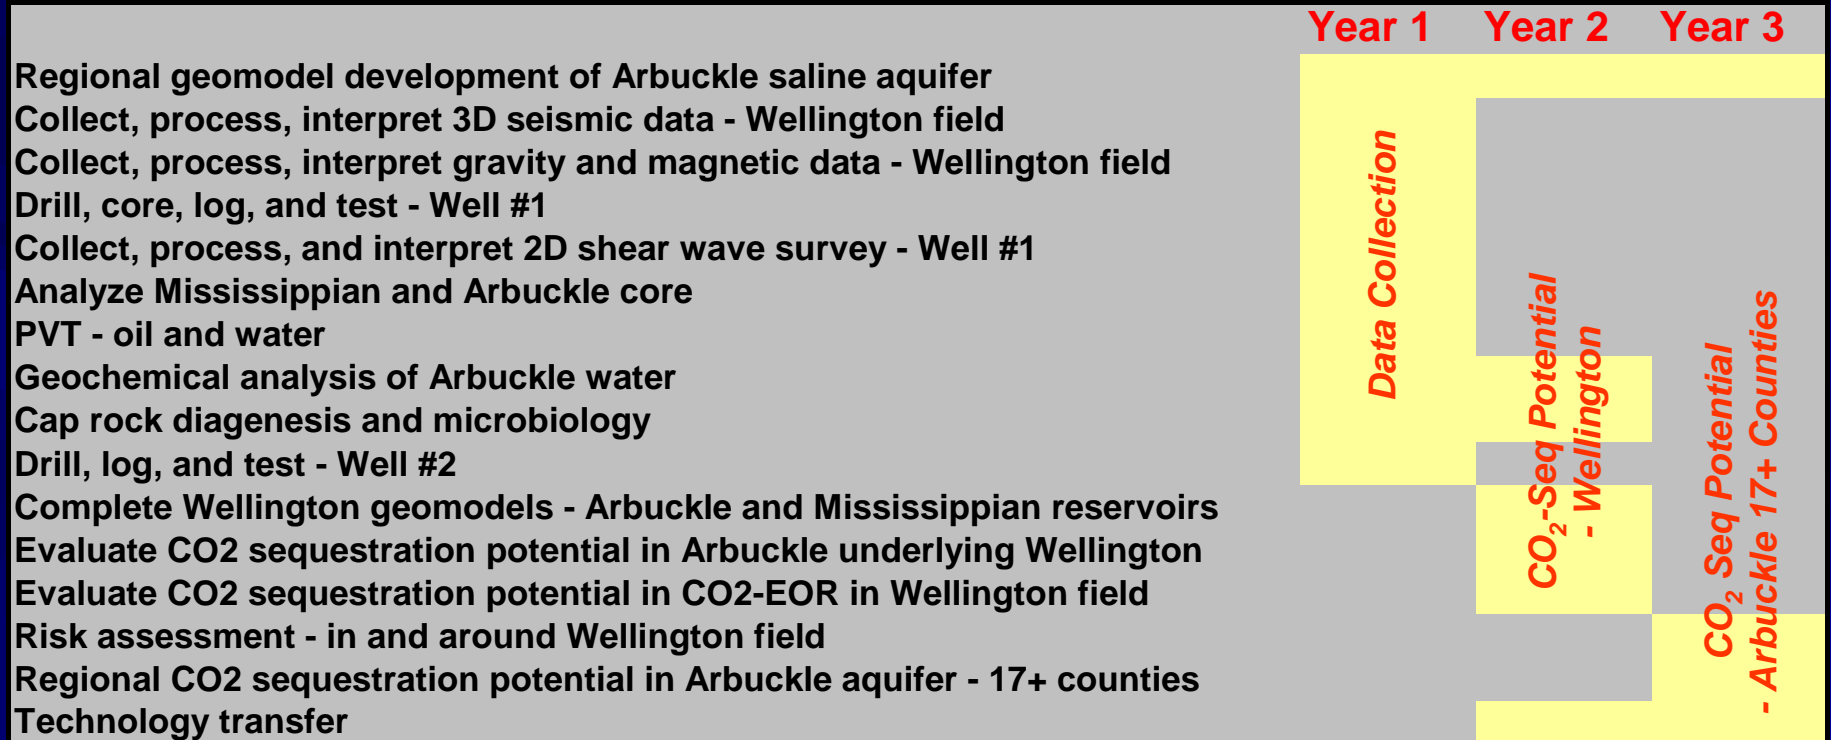 Year 1 Year 2 Year 3
Regional geomodel development of Arbuckle saline aquifer
Collect, process, interpret 3D seismic data - Wellington field
Collect, process, interpret gravity and magnetic data - Wellington field
Drill, core, log, and test - Well #1
Collect, process, and interpret 2D shear wave survey - Well #1
Analyze Mississippian and Arbuckle core
PVT - oil and water
Geochemical analysis of Arbuckle water
Cap rock diagenesis and microbiology
Drill, log, and test - Well #2
Complete Wellington geomodels - Arbuckle and Mississippian reservoirs
Evaluate CO2 sequestration potential in Arbuckle underlying Wellington
Evaluate CO2 sequestration potential in CO2-EOR in Wellington field
Risk assessment - in and around Wellington field
Regional CO2 sequestration potential in Arbuckle aquifer - 17+ counties
Technology transfer
Data Collection
CO₂-Seq Potential
- Wellington
CO₂ Seq Potential
- Arbuckle 17+ Counties